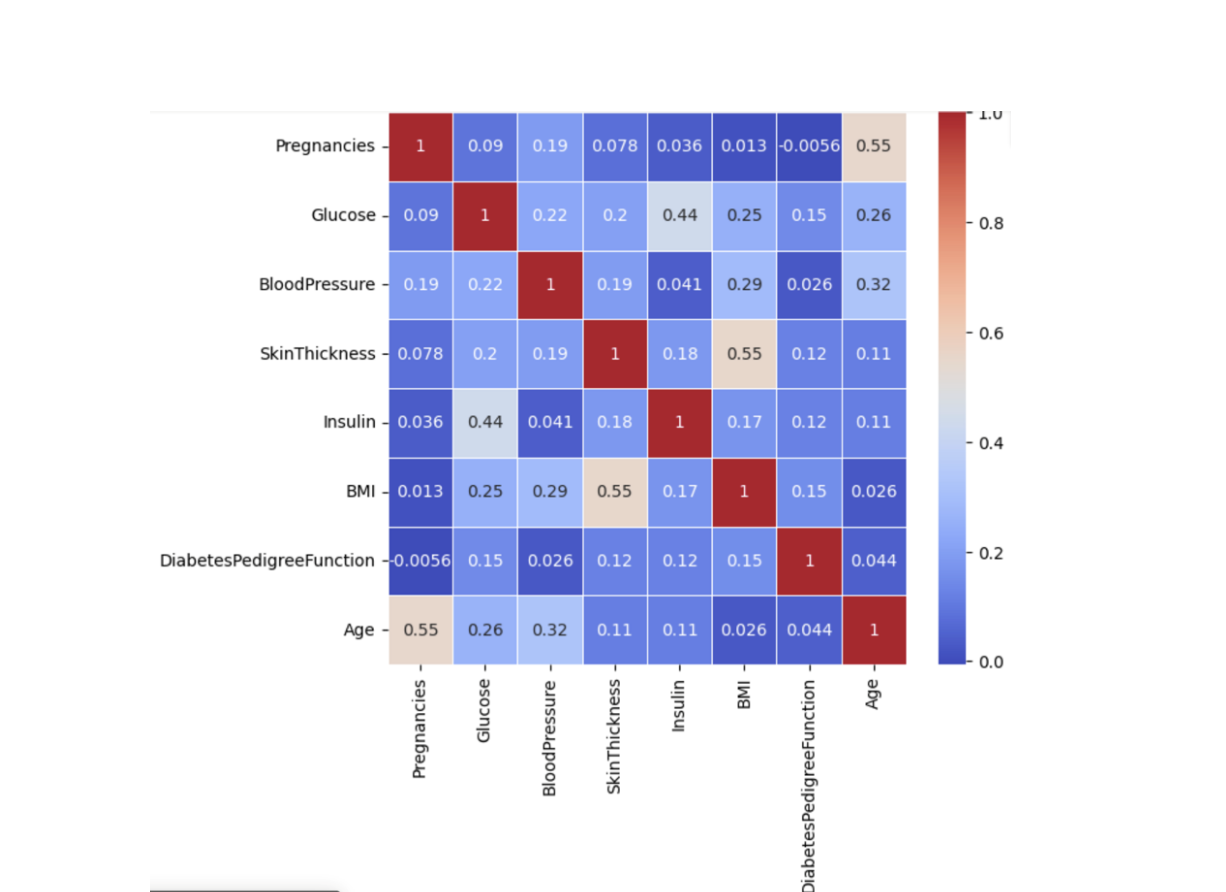 Pregnancies 1 0.09 0.19 0.078 0.036 0.013 -0.0056 0.55
Glucose 0.09 1 0.22 0.2 0.44 0.25 0.15 0.26
BloodPressure 0.19 0.22 1 0.19 0.041 0.29 0.026 0.32
SkinThickness 0.078 0.2 0.19 1 0.18 0.55 0.12 0.11
Insulin 0.036 0.44 0.041 0.18 1 0.17 0.12 0.11
BMI 0.013 0.25 0.29 0.55 0.17 1 0.15 0.026
DiabetesPedigreeFunction -0.0056 0.15 0.026 0.12 0.12 0.15 1 0.044
Age 0.55 0.26 0.32 0.11 0.11 0.026 0.044 1
Pregnancies
Glucose
BloodPressure
SkinThickness
Insulin
BMI
DiabetesPedigreeFunction
Age
1.0
0.8
0.6
0.4
0.2
0.0